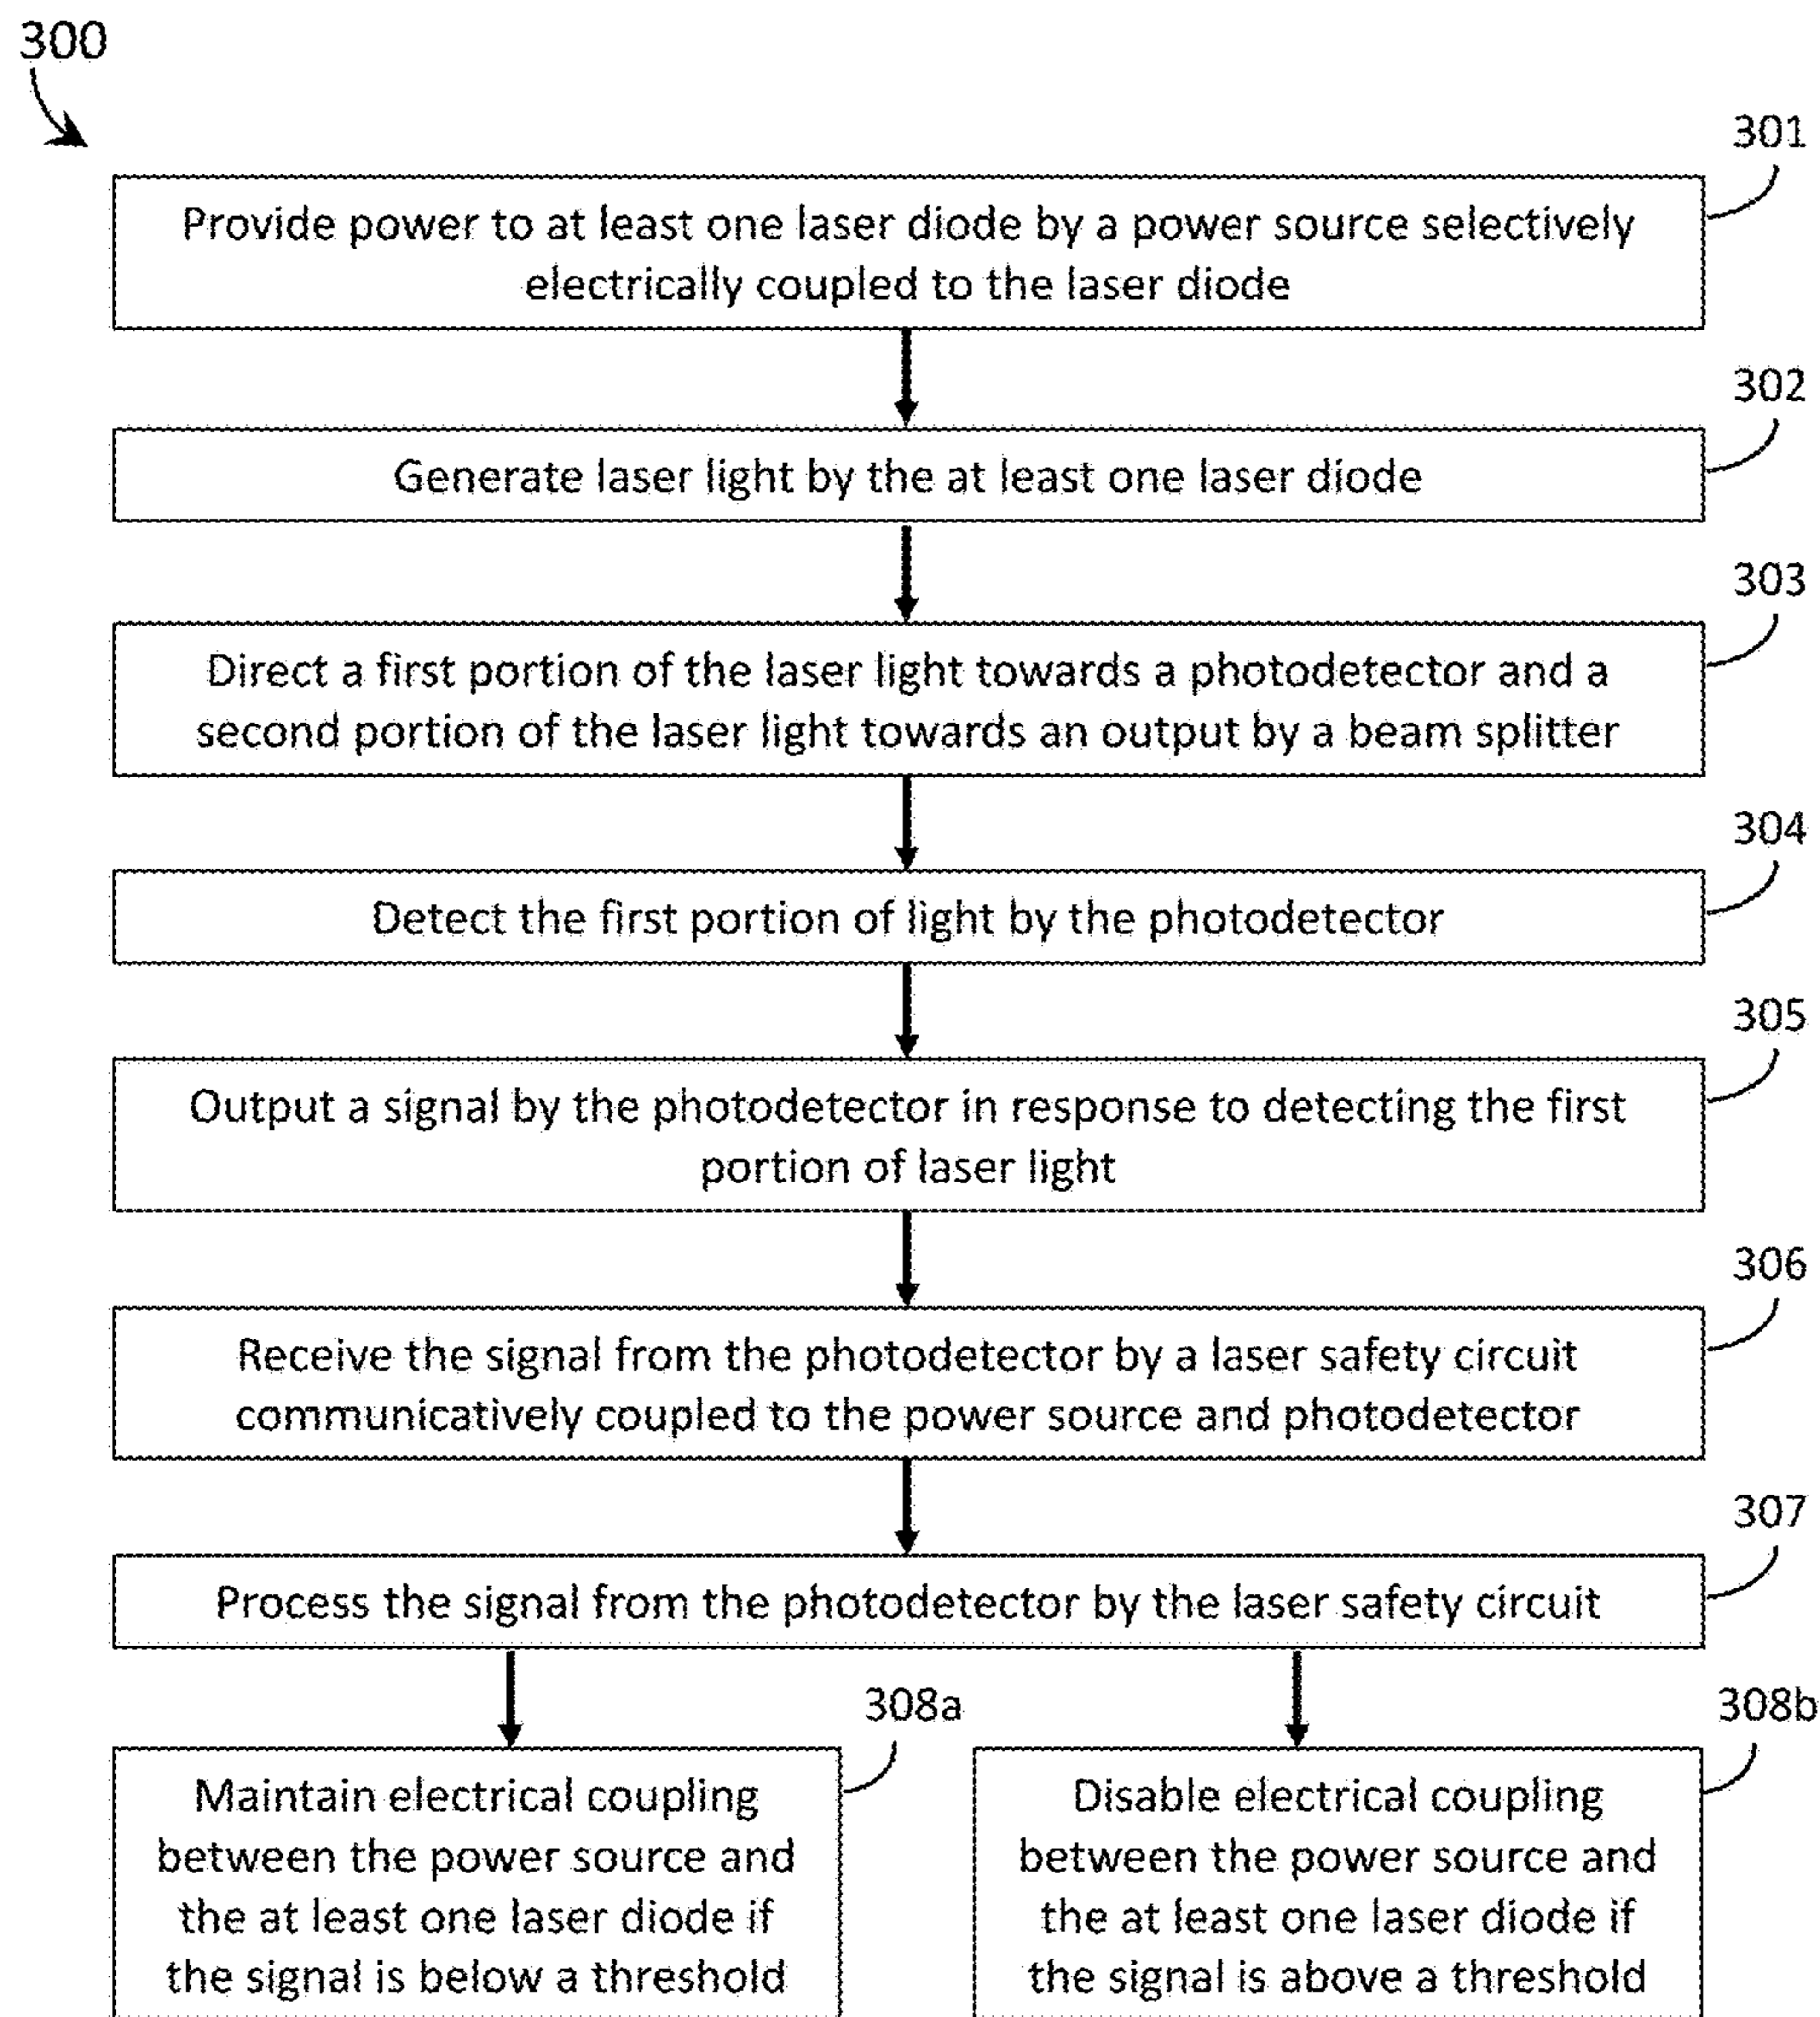 300
301
Provide power to at least one laser diode by a power source selectively
electrically coupled to the laser diode
302
Generate laser light by the at least one laser diode
303
Direct a first portion of the laser light towards a photodetector and a
second portion of the laser light towards an output by a beam splitter
304
Detect the first portion of light by the photodetector
305
Output a signal by the photodetector in response to detecting the first
portion of laser light
306
Receive the signal from the photodetector by a laser safety circuit
communicatively coupled to the power source and photodetector
307
Process the signal from the photodetector by the laser safety circuit
308a
Maintain electrical coupling
between the power source and
the at least one laser diode if
the signal is below a threshold
308b
Disable electrical coupling
between the power source and
the at least one laser diode if
the signal is above a threshold